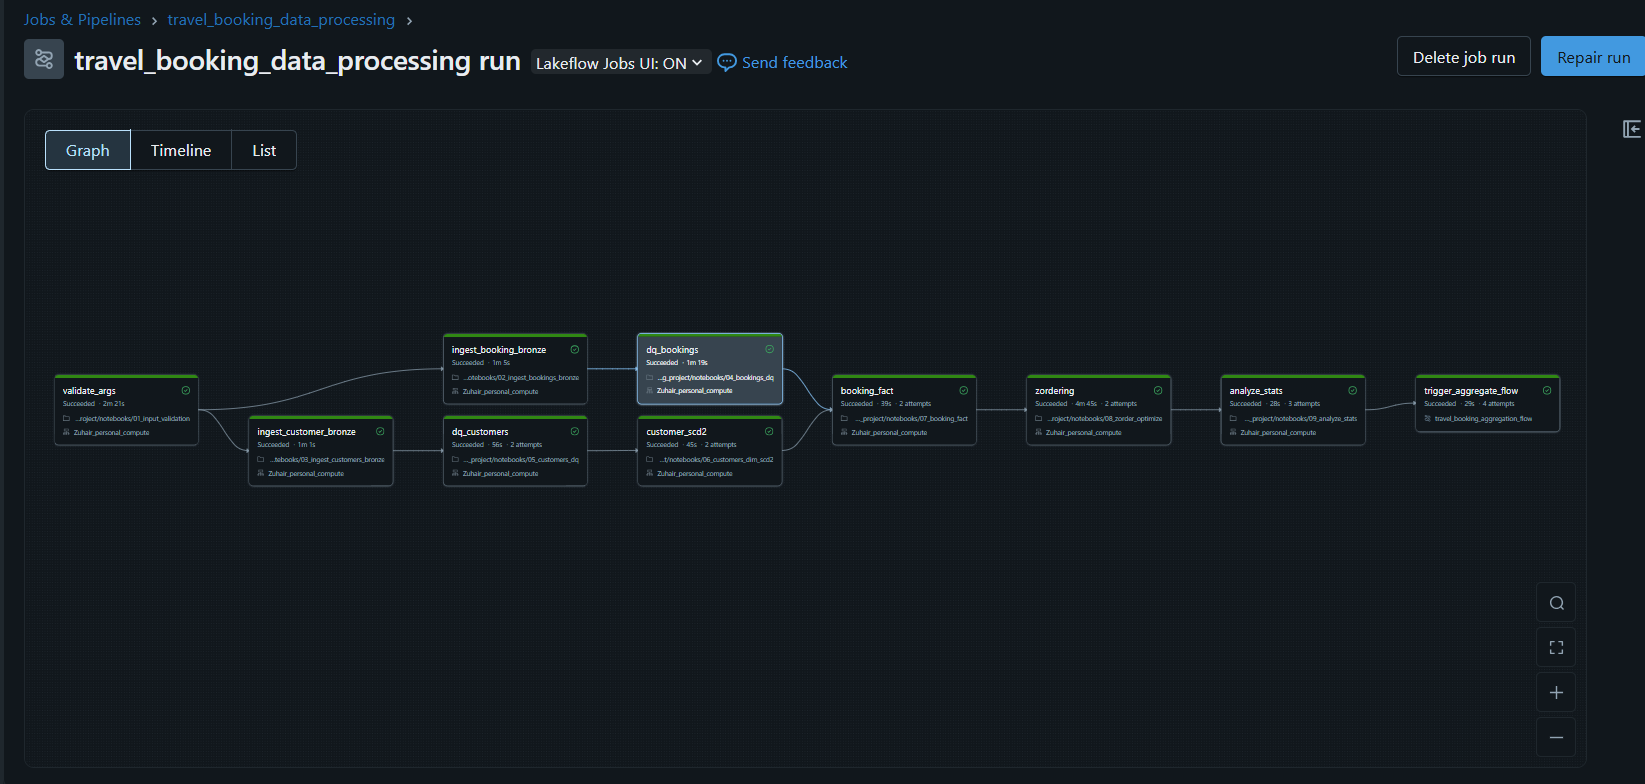 Jobs & Pipelines › travel_booking_data_processing ›
travel_booking_data_processing run
Lakeflow Jobs UI: ON
Send feedback
Delete job run
Repair run
Graph
Timeline
List
validate_args
Succeeded · 2m 21s
...roject/notebooks/01_input_validation
Zuhair_personal_compute
ingest_booking_bronze
Succeeded · 1m 5s
...otebooks/02_ingest_bookings_bronze
Zuhair_personal_compute
ingest_customer_bronze
Succeeded · 1m 1s
...tebooks/03_ingest_customers_bronze
Zuhair_personal_compute
dq_bookings
Succeeded · 1m 19s
...g_project/notebooks/04_bookings_dq
Zuhair_personal_compute
dq_customers
Succeeded · 56s · 2 attempts
..._project/notebooks/05_customers_dq
Zuhair_personal_compute
customer_scd2
Succeeded · 45s · 2 attempts
...t/notebooks/06_customers_dim_scd2
Zuhair_personal_compute
booking_fact
Succeeded · 39s · 2 attempts
..._project/notebooks/07_booking_fact
Zuhair_personal_compute
zordering
Succeeded · 4m 45s · 2 attempts
...roject/notebooks/08_zorder_optimize
Zuhair_personal_compute
analyze_stats
Succeeded · 28s · 3 attempts
..._project/notebooks/09_analyze_stats
Zuhair_personal_compute
trigger_aggregate_flow
Succeeded · 29s · 4 attempts
travel_booking_aggregation_flow